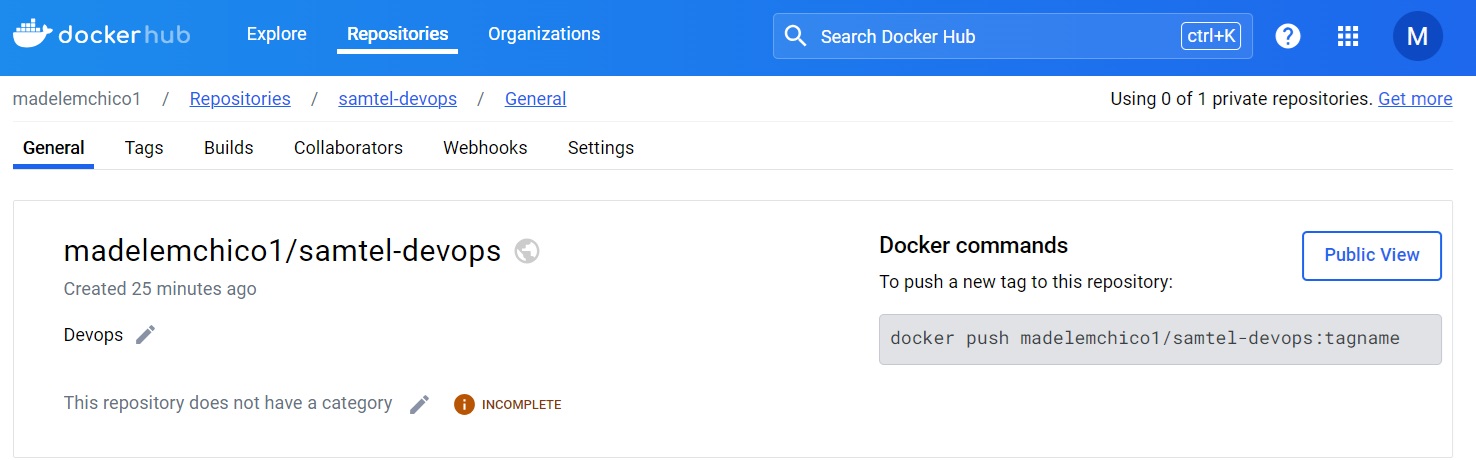 dockerhub Explore Repositories Organizations Search Docker Hub ctrl+K ? M
madelemchico1 / Repositories / samtel-devops / General Using 0 of 1 private repositories. Get more
General Tags Builds Collaborators Webhooks Settings
madelemchico1/samtel-devops
Created 25 minutes ago
Devops
This repository does not have a category i INCOMPLETE
Docker commands
Public View
To push a new tag to this repository:
docker push madelemchico1/samtel-devops:tagname